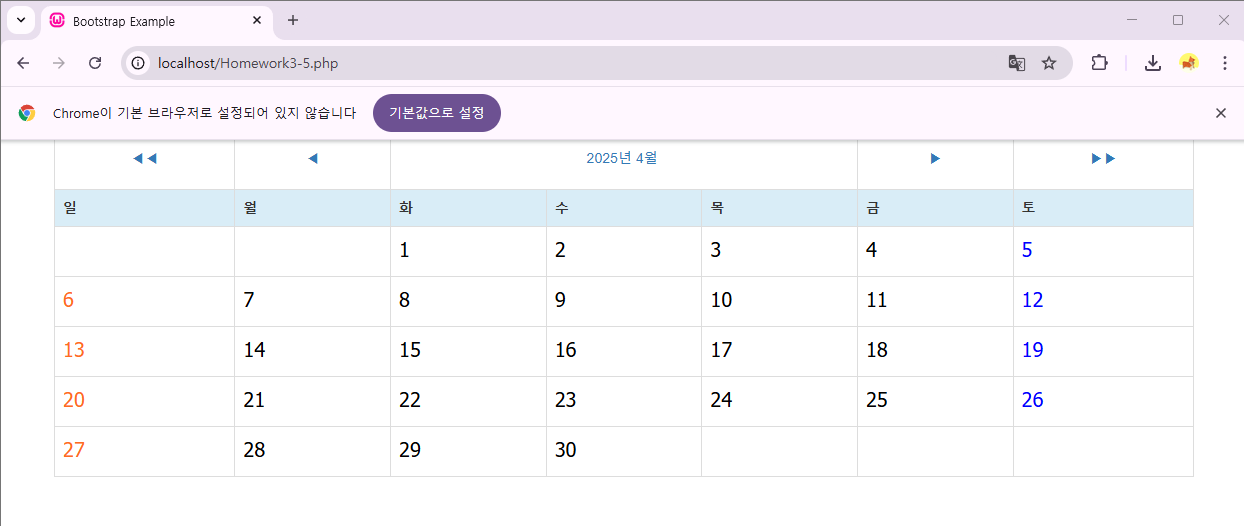 Bootstrap Example
localhost/Homework3-5.php
Chrome이 기본 브라우저로 설정되어 있지 않습니다 기본값으로 설정
◀◀ ◀ 2025년 4월 ▶ ▶▶
일 월 화 수 목 금 토
1 2 3 4 5
6 7 8 9 10 11 12
13 14 15 16 17 18 19
20 21 22 23 24 25 26
27 28 29 30